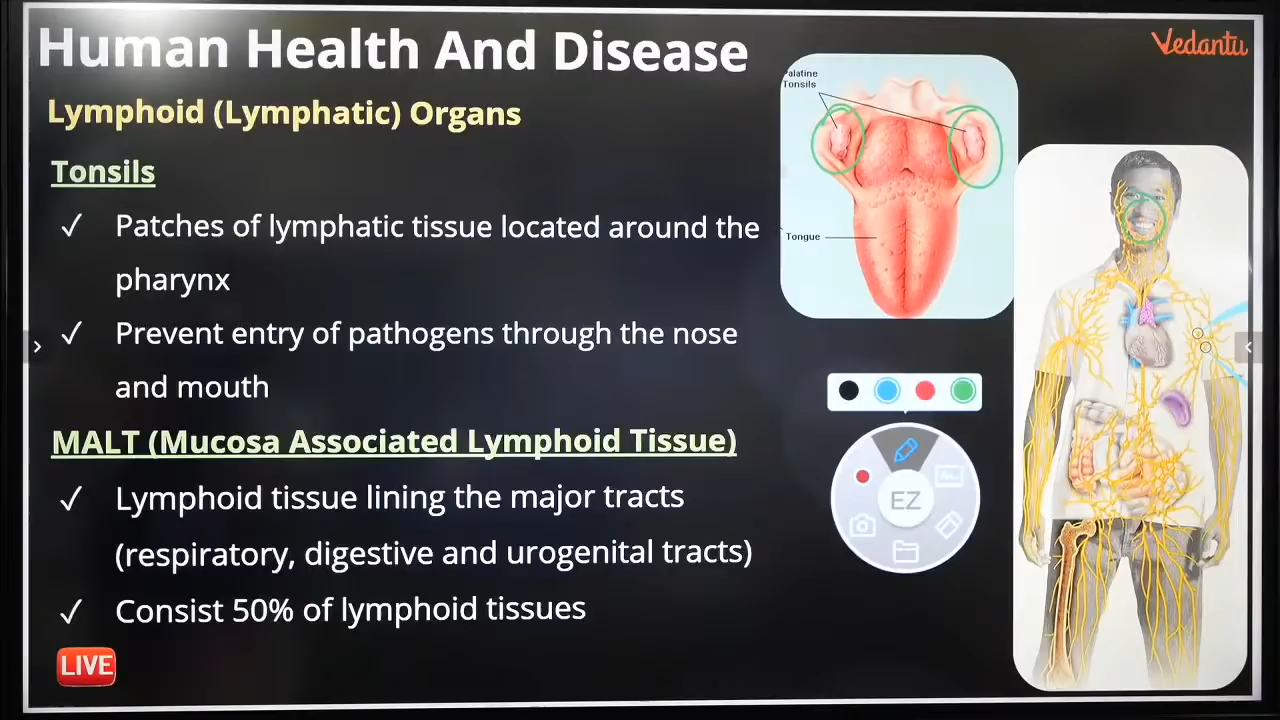 Human Health And Disease
Vedantu
Lymphoid (Lymphatic) Organs
Palatine
Tonsils
Tonsils
✓ Patches of lymphatic tissue located around the
pharynx
Tongue
✓ Prevent entry of pathogens through the nose
and mouth
MALT (Mucosa Associated Lymphoid Tissue)
✓ Lymphoid tissue lining the major tracts
(respiratory, digestive and urogenital tracts)
EZ
✓ Consist 50% of lymphoid tissues
LIVE